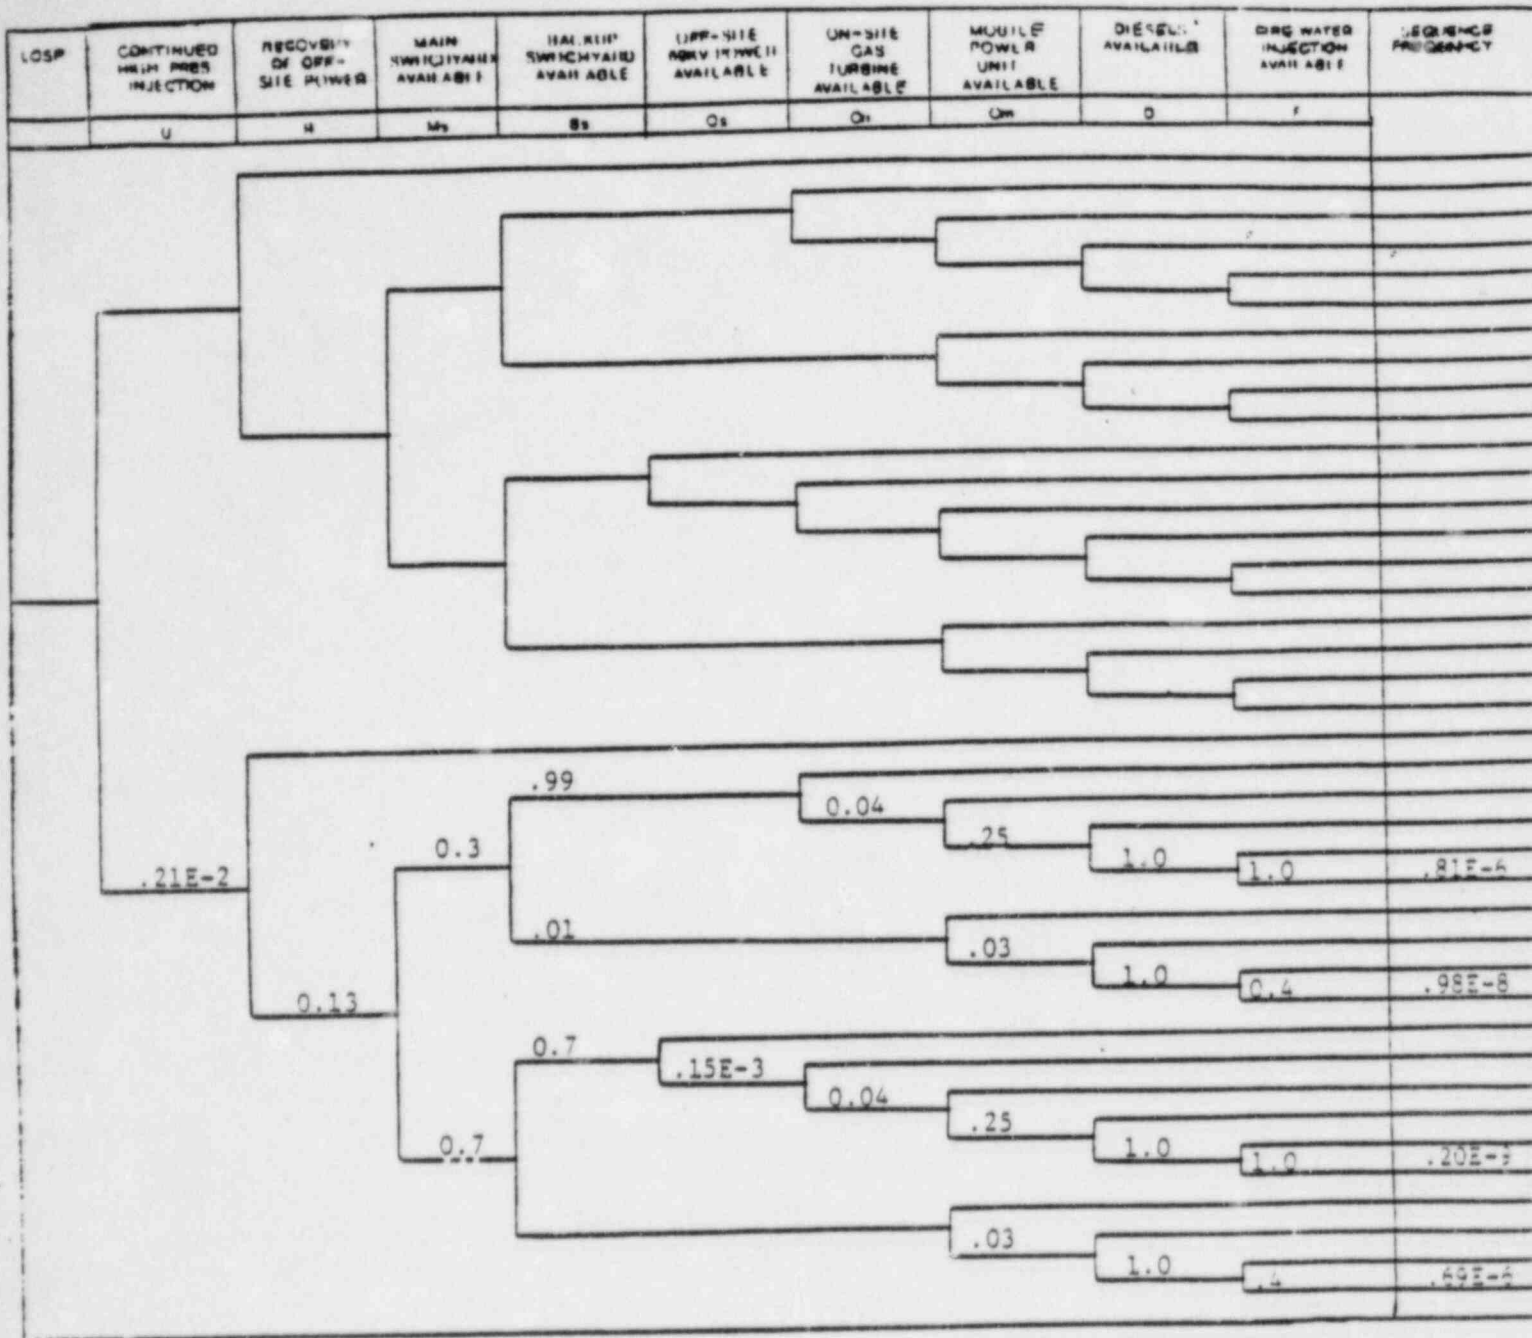 LOSP
CONTINUED
HIGH PRES
INJECTION
RECOVERY
OF OFF-
SITE POWER
MAIN
SWITCHYARD
AVAILABLE
BACKUP
SWITCHYARD
AVAILABLE
OFF-SITE
POWER
AVAILABLE
ON-SITE
GAS
TURBINE
AVAILABLE
MOBILE
POWER
UNIT
AVAILABLE
DIESELS
AVAILABLE
FIRE WATER
INJECTION
AVAILABLE
SEQUENCE
FREQUENCY
U
Ms
Bs
D
.99
0.04
0.3
.25
.21E-2
1.0
1.0
.81E-6
.01
.03
1.0
0.4
.98E-8
0.13
0.7
.15E-3
0.04
.25
0.7
1.0
1.0
.20E-9
.03
1.0
.4
.69E-6